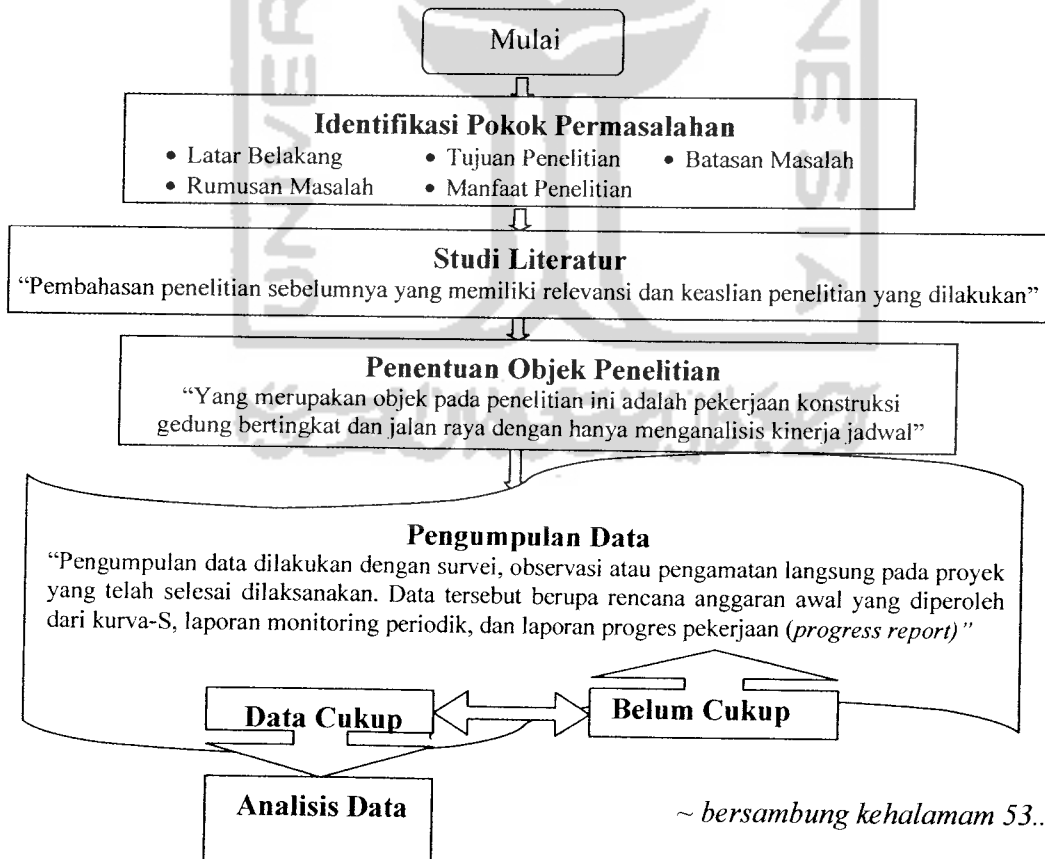 Mulai
Identifikasi Pokok Permasalahan
• Latar Belakang • Tujuan Penelitian • Batasan Masalah
• Rumusan Masalah • Manfaat Penelitian
Studi Literatur
“Pembahasan penelitian sebelumnya yang memiliki relevansi dan keaslian penelitian yang dilakukan”
Penentuan Objek Penelitian
“Yang merupakan objek pada penelitian ini adalah pekerjaan konstruksi
gedung bertingkat dan jalan raya dengan hanya menganalisis kinerja jadwal”
Pengumpulan Data
“Pengumpulan data dilakukan dengan survei, observasi atau pengamatan langsung pada proyek
yang telah selesai dilaksanakan. Data tersebut berupa rencana anggaran awal yang diperoleh
dari kurva-S, laporan monitoring periodik, dan laporan progres pekerjaan (progress report)”
Data Cukup
Belum Cukup
Analisis Data
~ bersambung kehalamam 53..
UNIVER
NESIA